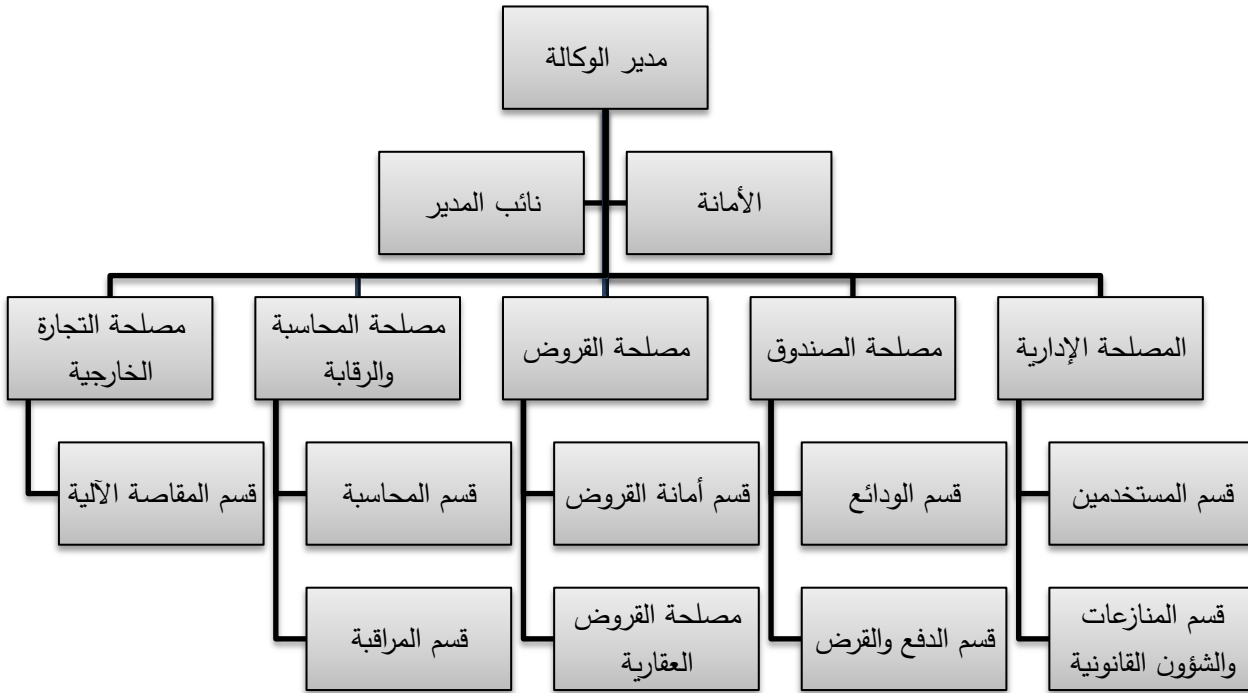 مدير الوكالة
الأمانة
نائب المدير
المصلحة الإدارية
مصلحة الصندوق
مصلحة القروض
مصلحة المحاسبة
والرقابة
مصلحة التجارة
الخارجية
قسم المستخدمين
قسم الودائع
قسم أمانة القروض
قسم المحاسبة
قسم المقاصة الآلية
قسم المنازعات
والشؤون القانونية
قسم الدفع والقرض
مصلحة القروض
العقارية
قسم المراقبة